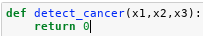 def detect_cancer(x1,x2,x3):
    return 0